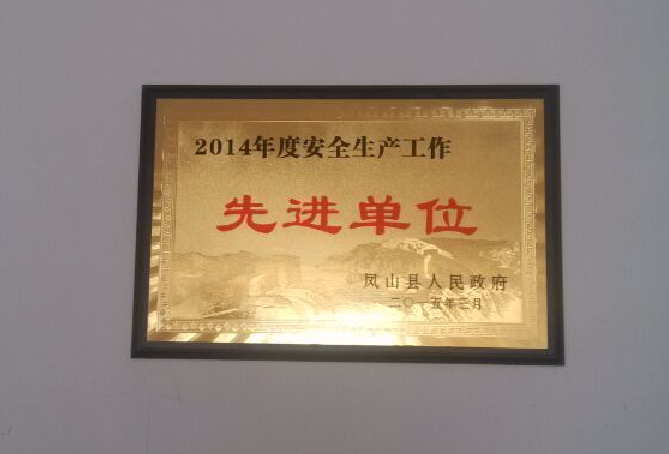 2014年度安全生产工作
先进单位
凤山县人民政府
二〇一五年三月